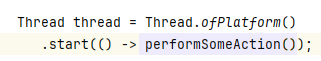 Thread thread = Thread.ofPlatform()
.start(() -> performSomeAction());